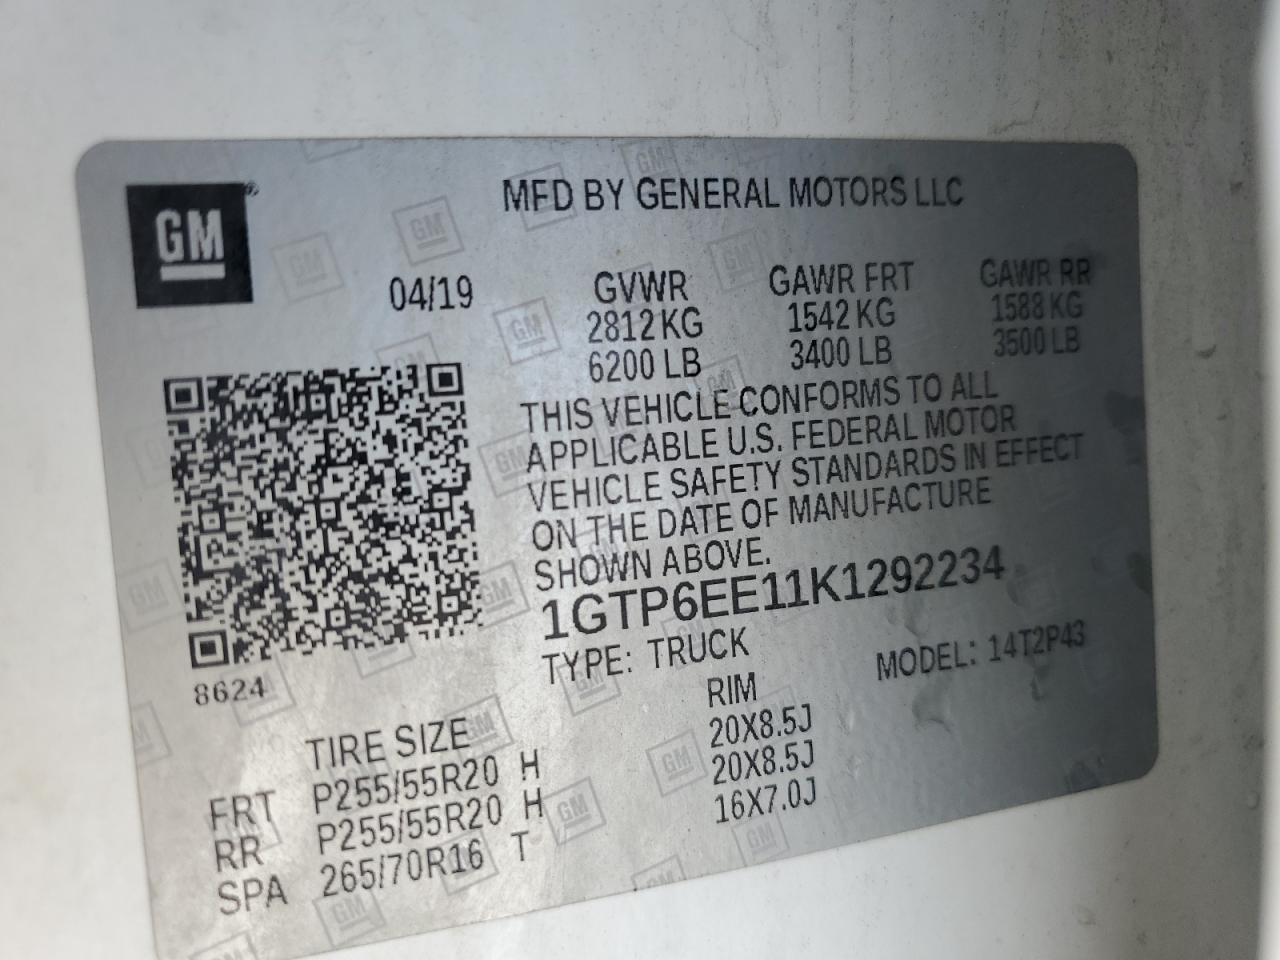 GM
MFD BY GENERAL MOTORS LLC
04/19
GVWR GAWR FRT GAWR RR
2812 KG 1542 KG 1588 KG
6200 LB 3400 LB 3500 LB
THIS VEHICLE CONFORMS TO ALL
APPLICABLE U.S. FEDERAL MOTOR
VEHICLE SAFETY STANDARDS IN EFFECT
ON THE DATE OF MANUFACTURE
SHOWN ABOVE.
1GTP6EE11K1292234
TYPE: TRUCK MODEL: 14T2P43
8624
TIRE SIZE RIM
FRT P255/55R20 H 20X8.5J
RR P255/55R20 H 20X8.5J
SPA 265/70R16 T 16X7.0J